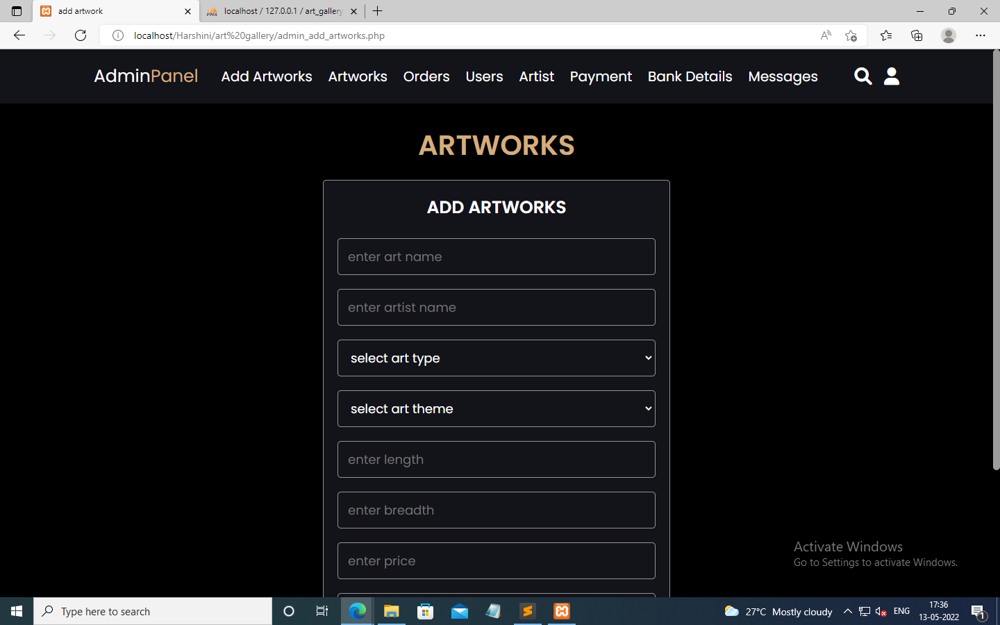 add artwork
localhost / 127.0.0.1 / art_gallery
localhost/Harshini/art%20gallery/admin_add_artworks.php
AdminPanel Add Artworks Artworks Orders Users Artist Payment Bank Details Messages
ARTWORKS
ADD ARTWORKS
enter art name
enter artist name
select art type
select art theme
enter length
enter breadth
enter price
Activate Windows
Go to Settings to activate Windows.
Type here to search
27°C Mostly cloudy
ENG
17:36
13-05-2022
1